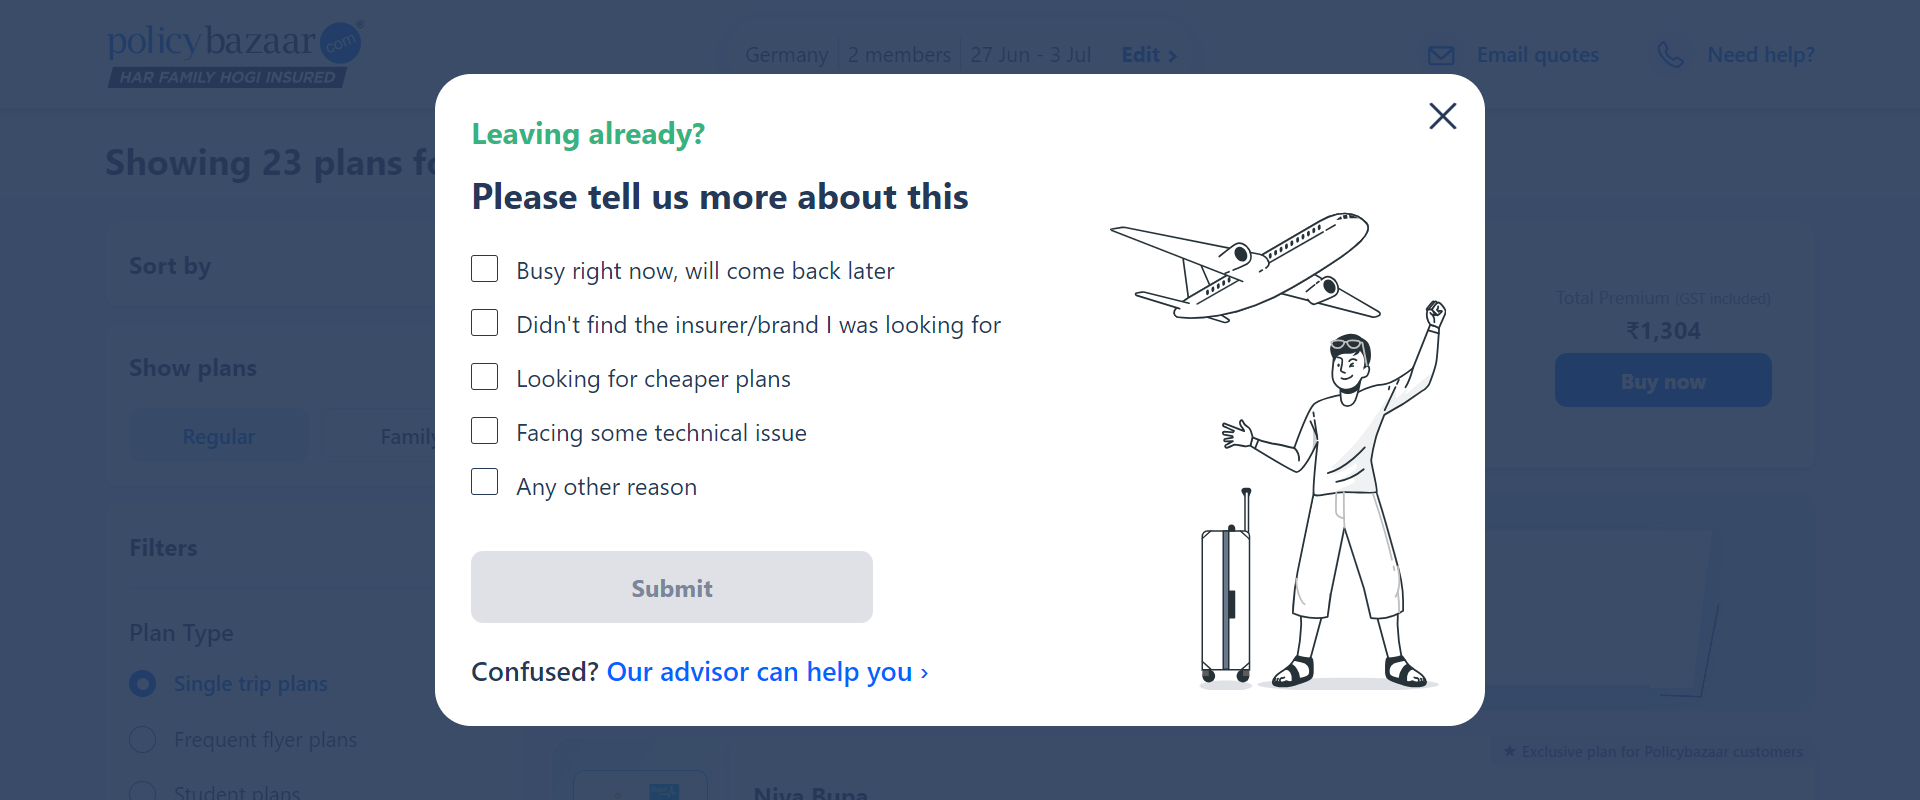 policybazaar com
HAR FAMILY HOGI INSURED
Germany 2 members 27 Jun - 3 Jul Edit ›
Email quotes
Need help?
Showing 23 plans
Sort by
Show plans
Regular
Family
Filters
Plan Type
Single trip plans
Frequent flyer plans
Student plans
Leaving already?
Please tell us more about this
Busy right now, will come back later
Didn't find the insurer/brand I was looking for
Looking for cheaper plans
Facing some technical issue
Any other reason
Submit
Confused? Our advisor can help you ›
Total Premium (GST included)
₹1,304
Buy now
★ Exclusive plan for Policybazaar customers
Niva Bupa